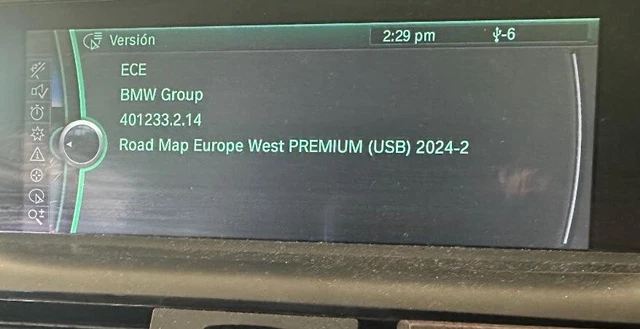 Versión
2:29 pm
-6
ECE
BMW Group
401233.2.14
Road Map Europe West PREMIUM (USB) 2024-2